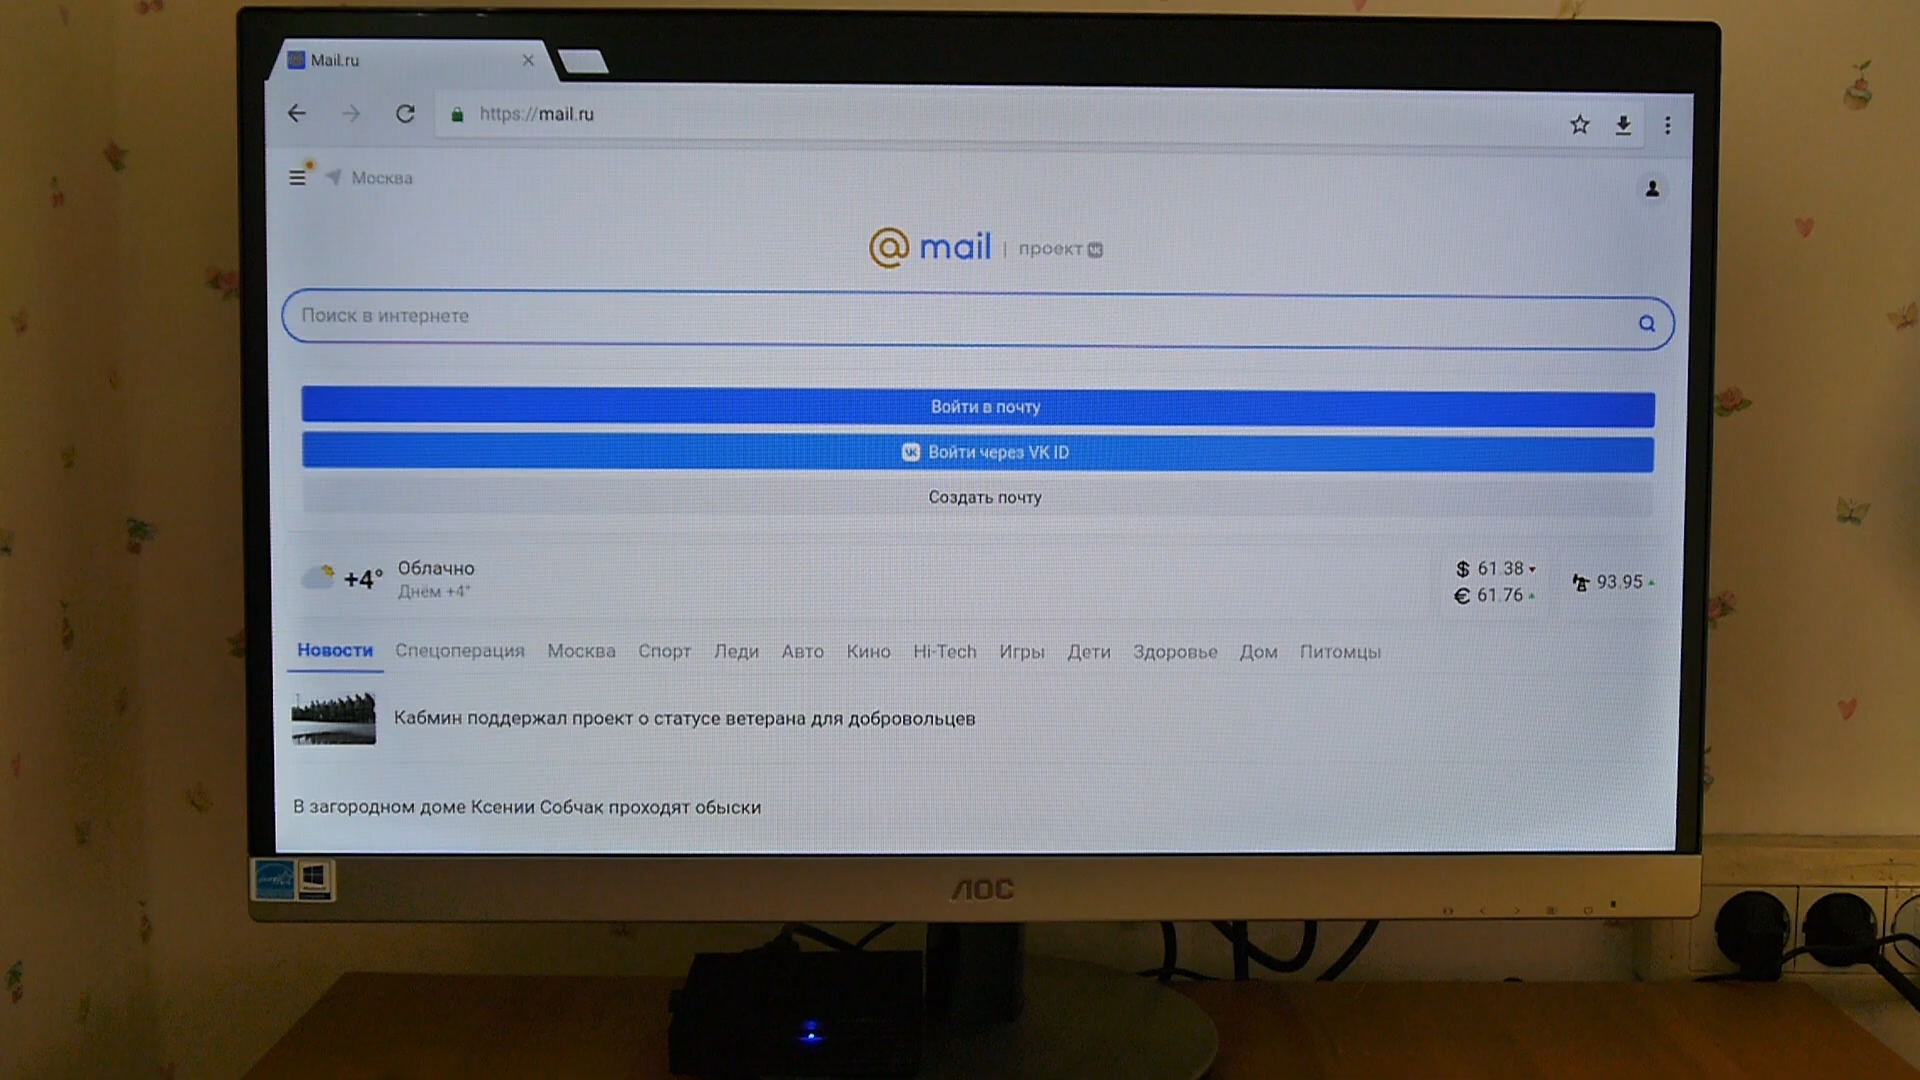 Mail.ru
https://mail.ru
Москва
@mail | проект
Поиск в интернете
Войти в почту
Войти через VK ID
Создать почту
+4° Облачно
Днём +4°
$ 61.38
€ 61.76
93.95
Новости Спецоперация Москва Спорт Леди Авто Кино Hi-Tech Игры Дети Здоровье Дом Питомцы
Кабмин поддержал проект о статусе ветерана для добровольцев
В загородном доме Ксении Собчак проходят обыски
AOC